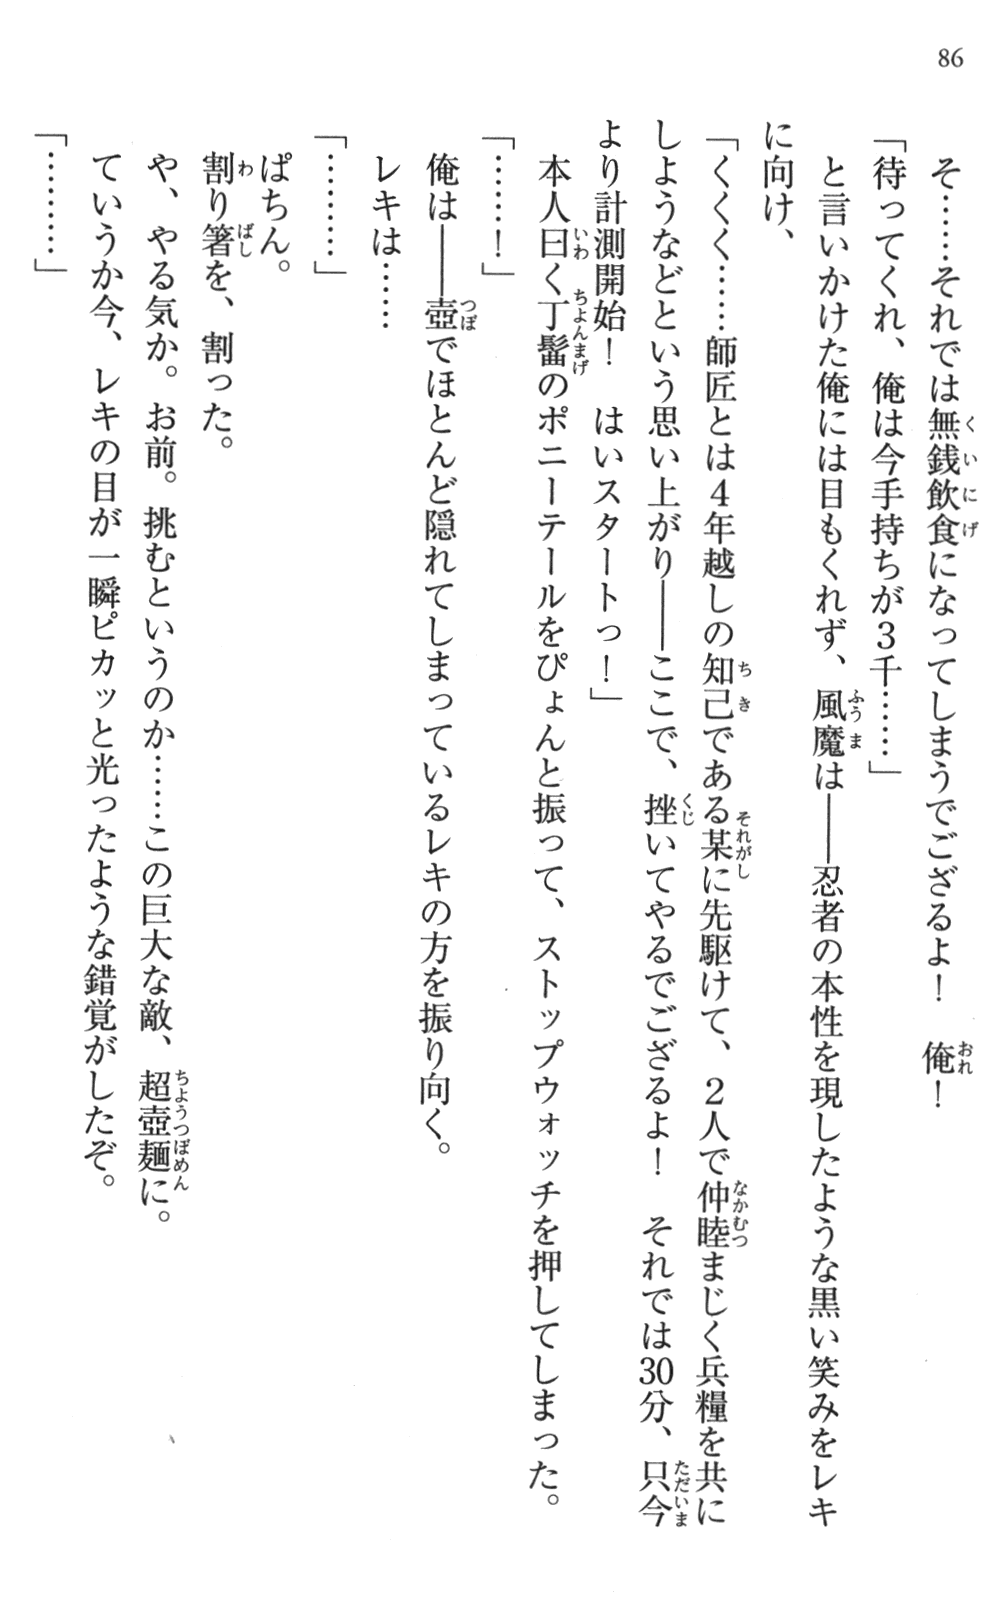 86
そ……それでは無銭飲食になってしまうでござるよ！　俺！
「待ってくれ、俺は今手持ちが３千……」
と言いかけた俺には目もくれず、風魔は――忍者の本性を現したような黒い笑みをレキ
に向け、
「くくく……師匠とは４年越しの知己である某に先駆けて、２人で仲睦まじく兵糧を共に
しようなどという思い上がり――ここで、挫いてやるでござるよ！　それでは30分、只今
より計測開始！　はいスタートっ！」
本人曰く丁髷のポニーテールをぴょんと振って、ストップウォッチを押してしまった。
「……！」
俺は――壺でほとんど隠れてしまっているレキの方を振り向く。
レキは……
「………」
ぱちん。
割り箸を、割った。
や、やる気か。お前。挑むというのか……この巨大な敵、超壺麺に。
ていうか今、レキの目が一瞬ピカッと光ったような錯覚がしたぞ。
「………」